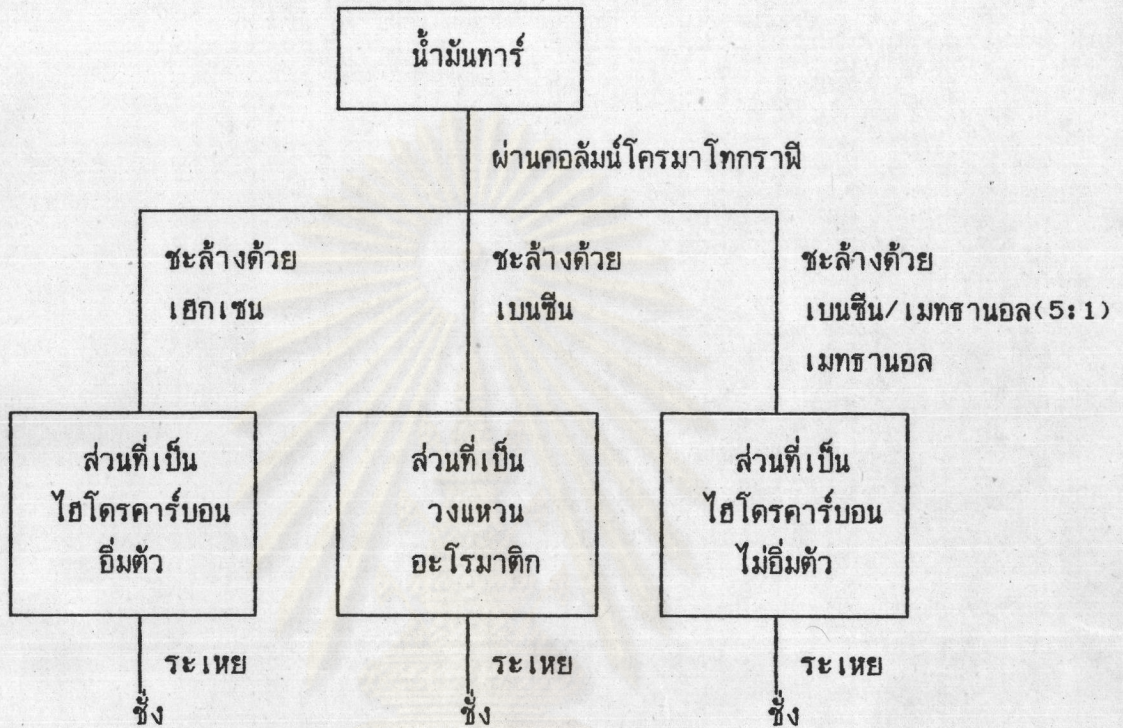 น้ำมันทาร์
ผ่านคอลัมน์โครมาโทกราฟี
ชะล้างด้วย
เฮกเซน
ชะล้างด้วย
เบนซีน
ชะล้างด้วย
เบนซีน/เมทธานอล(5:1)
เมทธานอล
ส่วนที่เป็น
ไฮโดรคาร์บอน
อิ่มตัว
ส่วนที่เป็น
วงแหวน
อะโรมาติก
ส่วนที่เป็น
ไฮโดรคาร์บอน
ไม่อิ่มตัว
ระเหย
ชั่ง
ระเหย
ชั่ง
ระเหย
ชั่ง